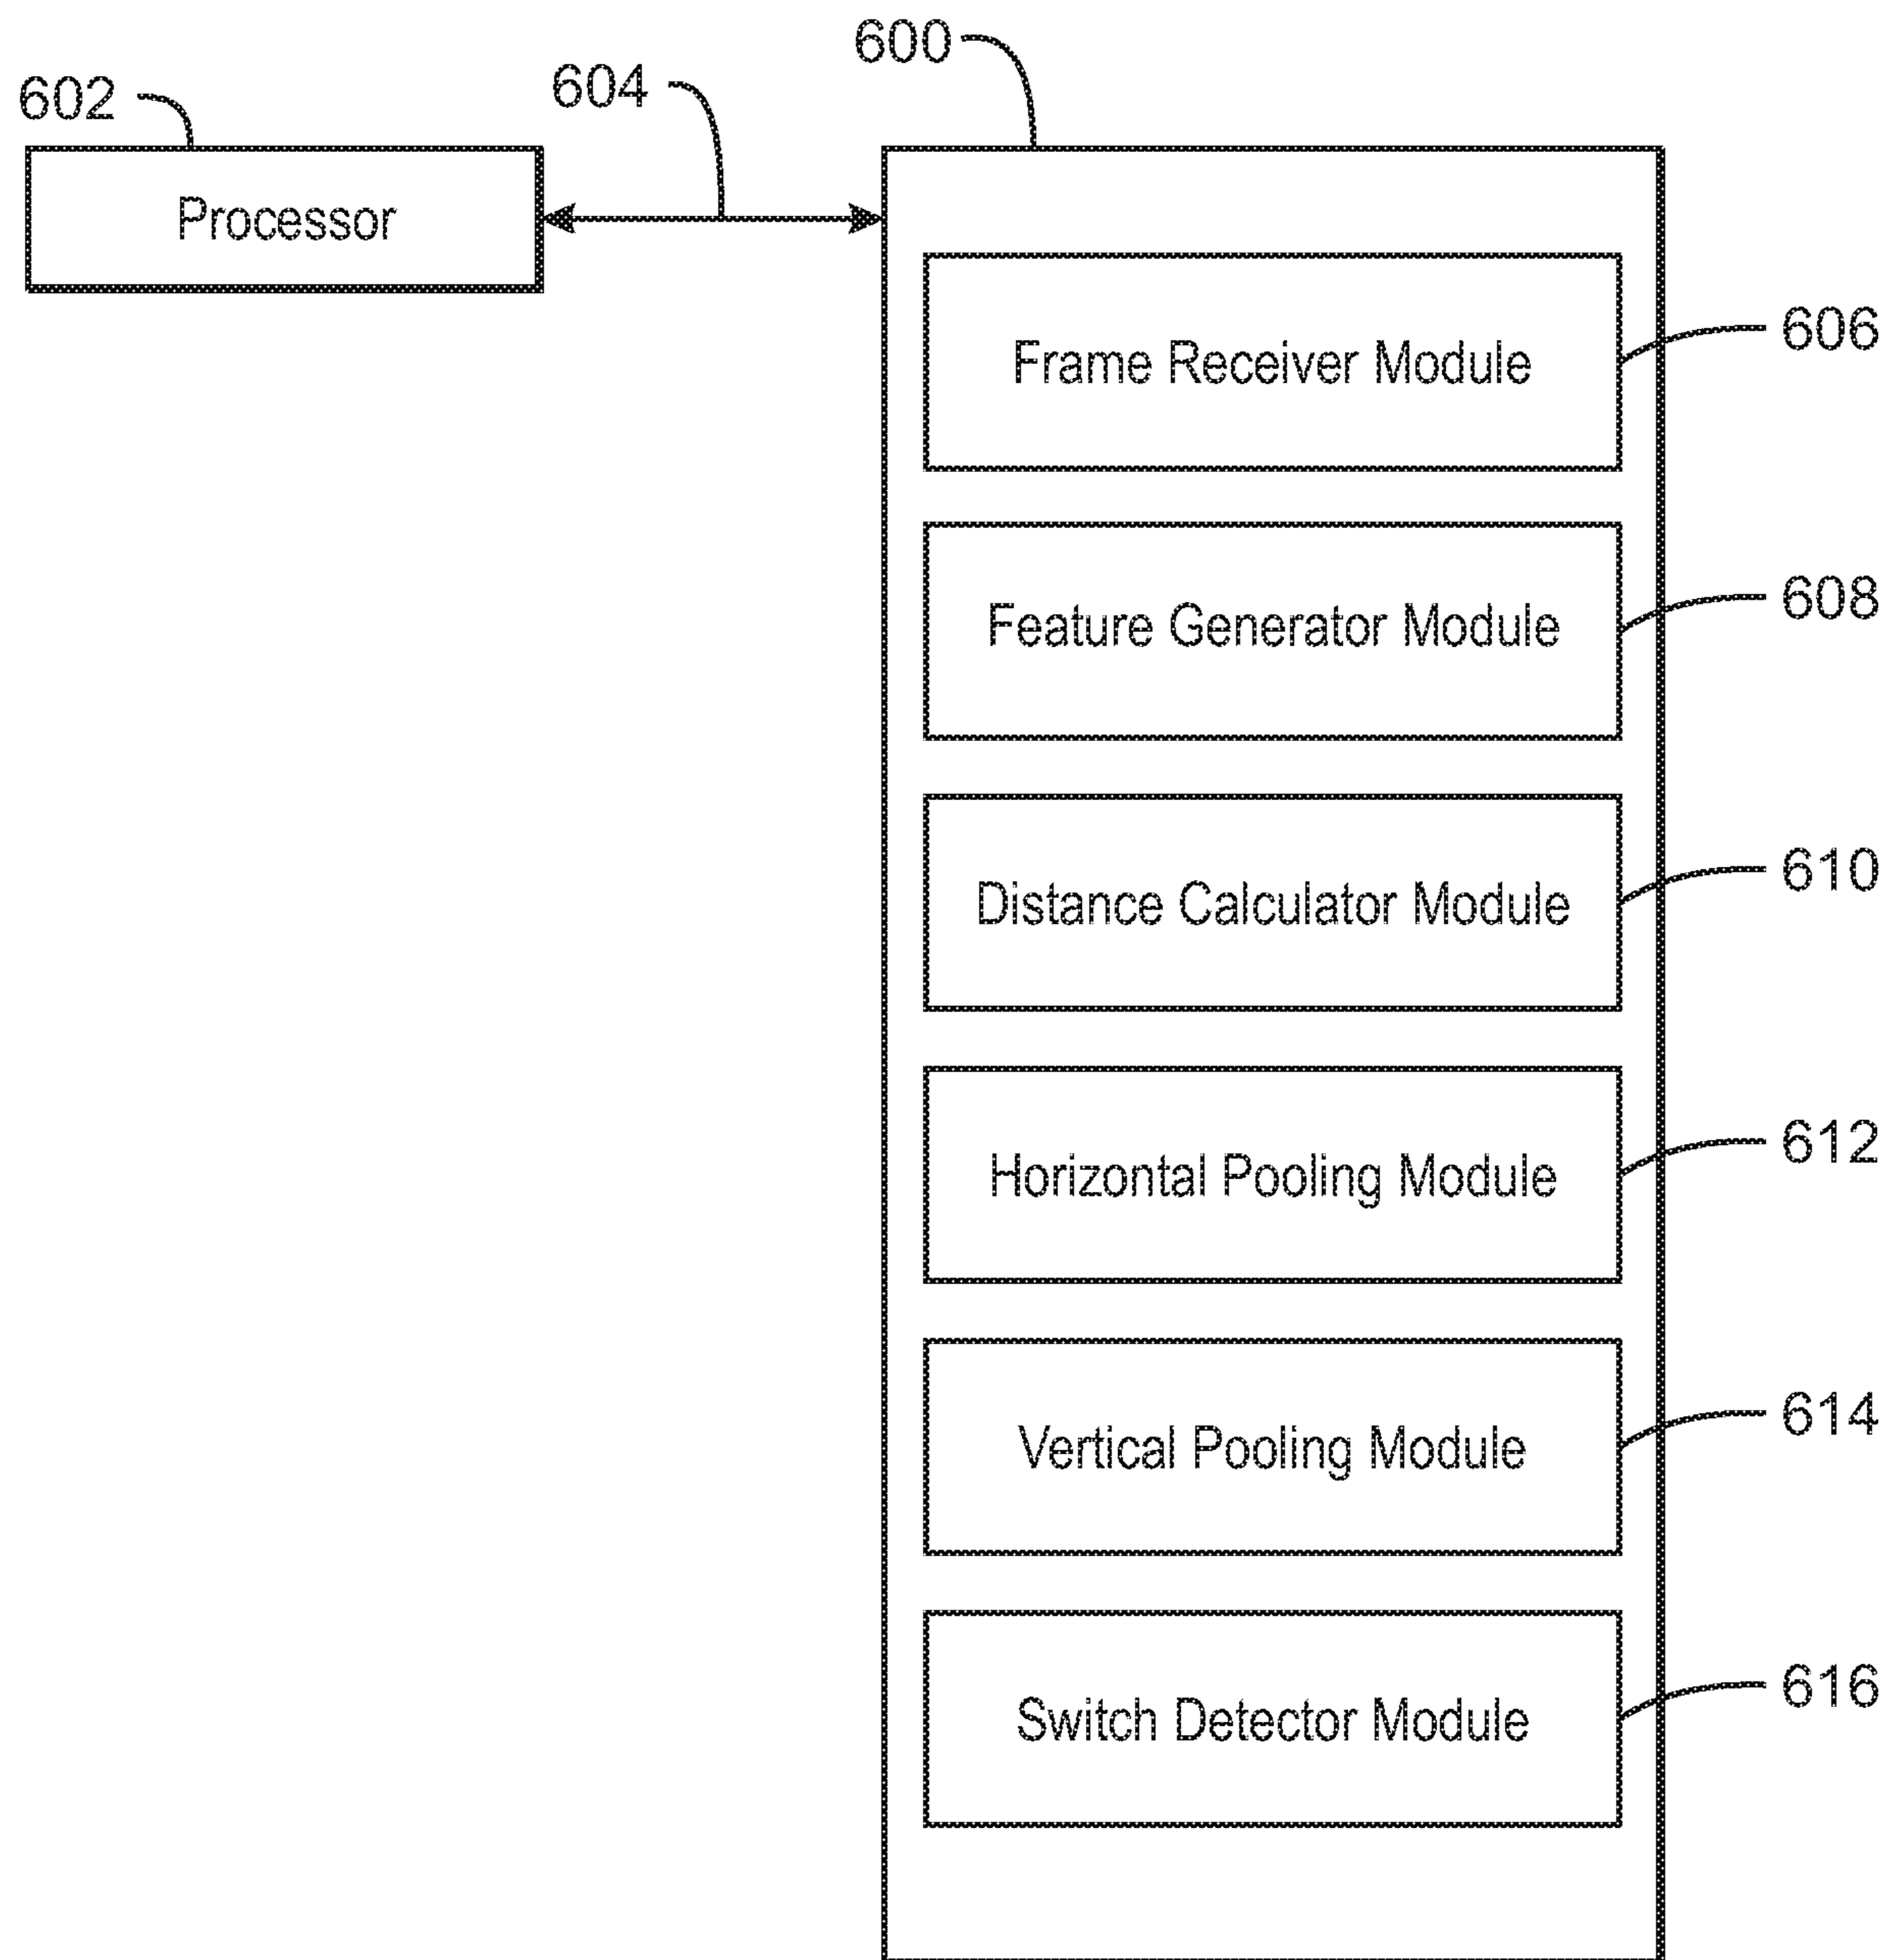 600
604
602
Processor
Frame Receiver Module
606
Feature Generator Module
608
Distance Calculator Module
610
Horizontal Pooling Module
612
Vertical Pooling Module
614
Switch Detector Module
616